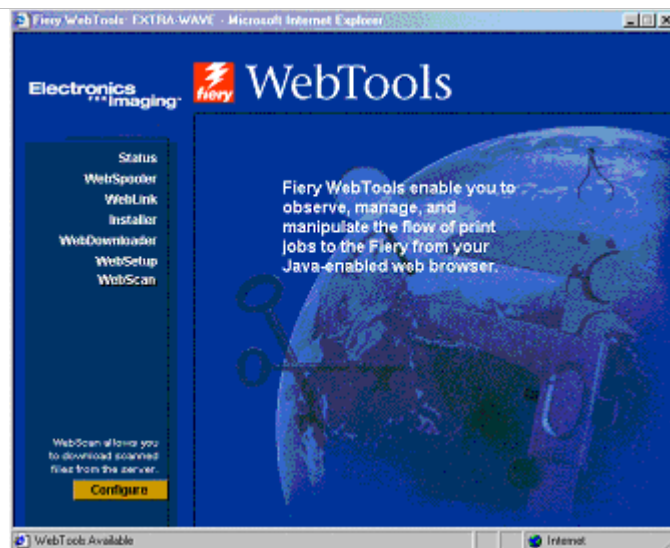 Fiery WebTools: EXTRA-WAVE - Microsoft Internet Explorer
Electronics
Imaging
fiery
WebTools
Status
WebSpooler
WebLink
Installer
WebDownloader
WebSetup
WebScan
Fiery WebTools enable you to
observe, manage, and
manipulate the flow of print
jobs to the Fiery from your
Java-enabled web browser.
WebScan allows you
to download scanned
files from the server.
Configure
WebTools Available
Internet